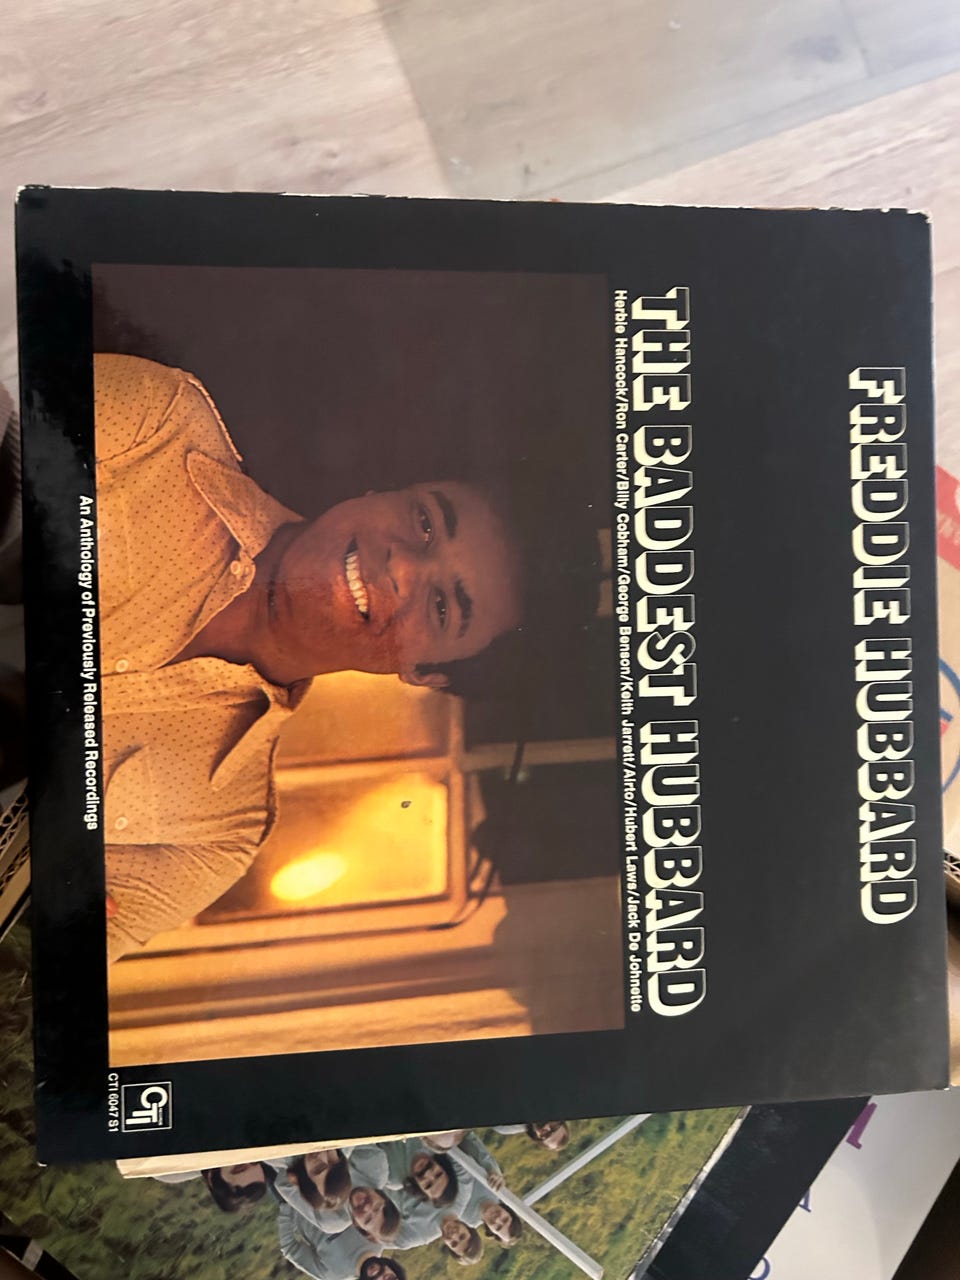 FREDDIE HUBBARD
THE BADDEST HUBBARD
Herbie Hancock/Ron Carter/Billy Cobham/George Benson/Keith Jarrett/Airto/Hubert Laws/Jack De Johnette
An Anthology of Previously Released Recordings
CTI
CTI 6047 S1